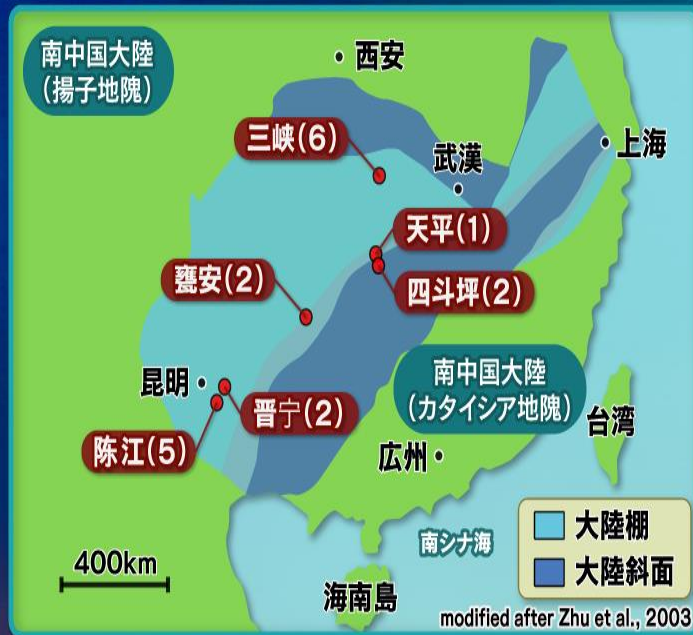 南中国大陸
(揚子地隗)
西安
三峡(6)
武漢
上海
天平(1)
甕安(2)
四斗坪(2)
昆明
晋宁(2)
南中国大陸
(カタイシア地隗)
台湾
陈江(5)
広州
南シナ海
大陸棚
大陸斜面
400km
海南島
modified after Zhu et al., 2003